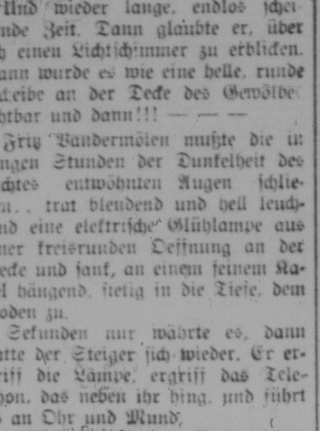 Und wieder lange, endlos schei-
nde Zeit. Dann glaubte er, über
h einen Lichtschimmer zu erblicken.
ann wurde es wie eine helle, runde
cheibe an der Decke des Gewölbe
htbar und dann!!! — — —
Fritz Vandermölen mußte die in
ngen Stunden der Dunkelheit des
chtes entwöhnten Augen schlie-
n.. trat blendend und hell leuch-
nd eine elektrische Glühlampe aus
ner kreisrunden Oeffnung an der
ecke und sank, an einem feinem Ka-
el hängend, stetig in die Tiefe, dem
oden zu.
Sekunden nur währte es, dann
atte der Steiger sich wieder. Er er-
riff die Lampe, ergriff das Tele-
hon, das neben ihr hing, und führt
s an Ohr und Mund,